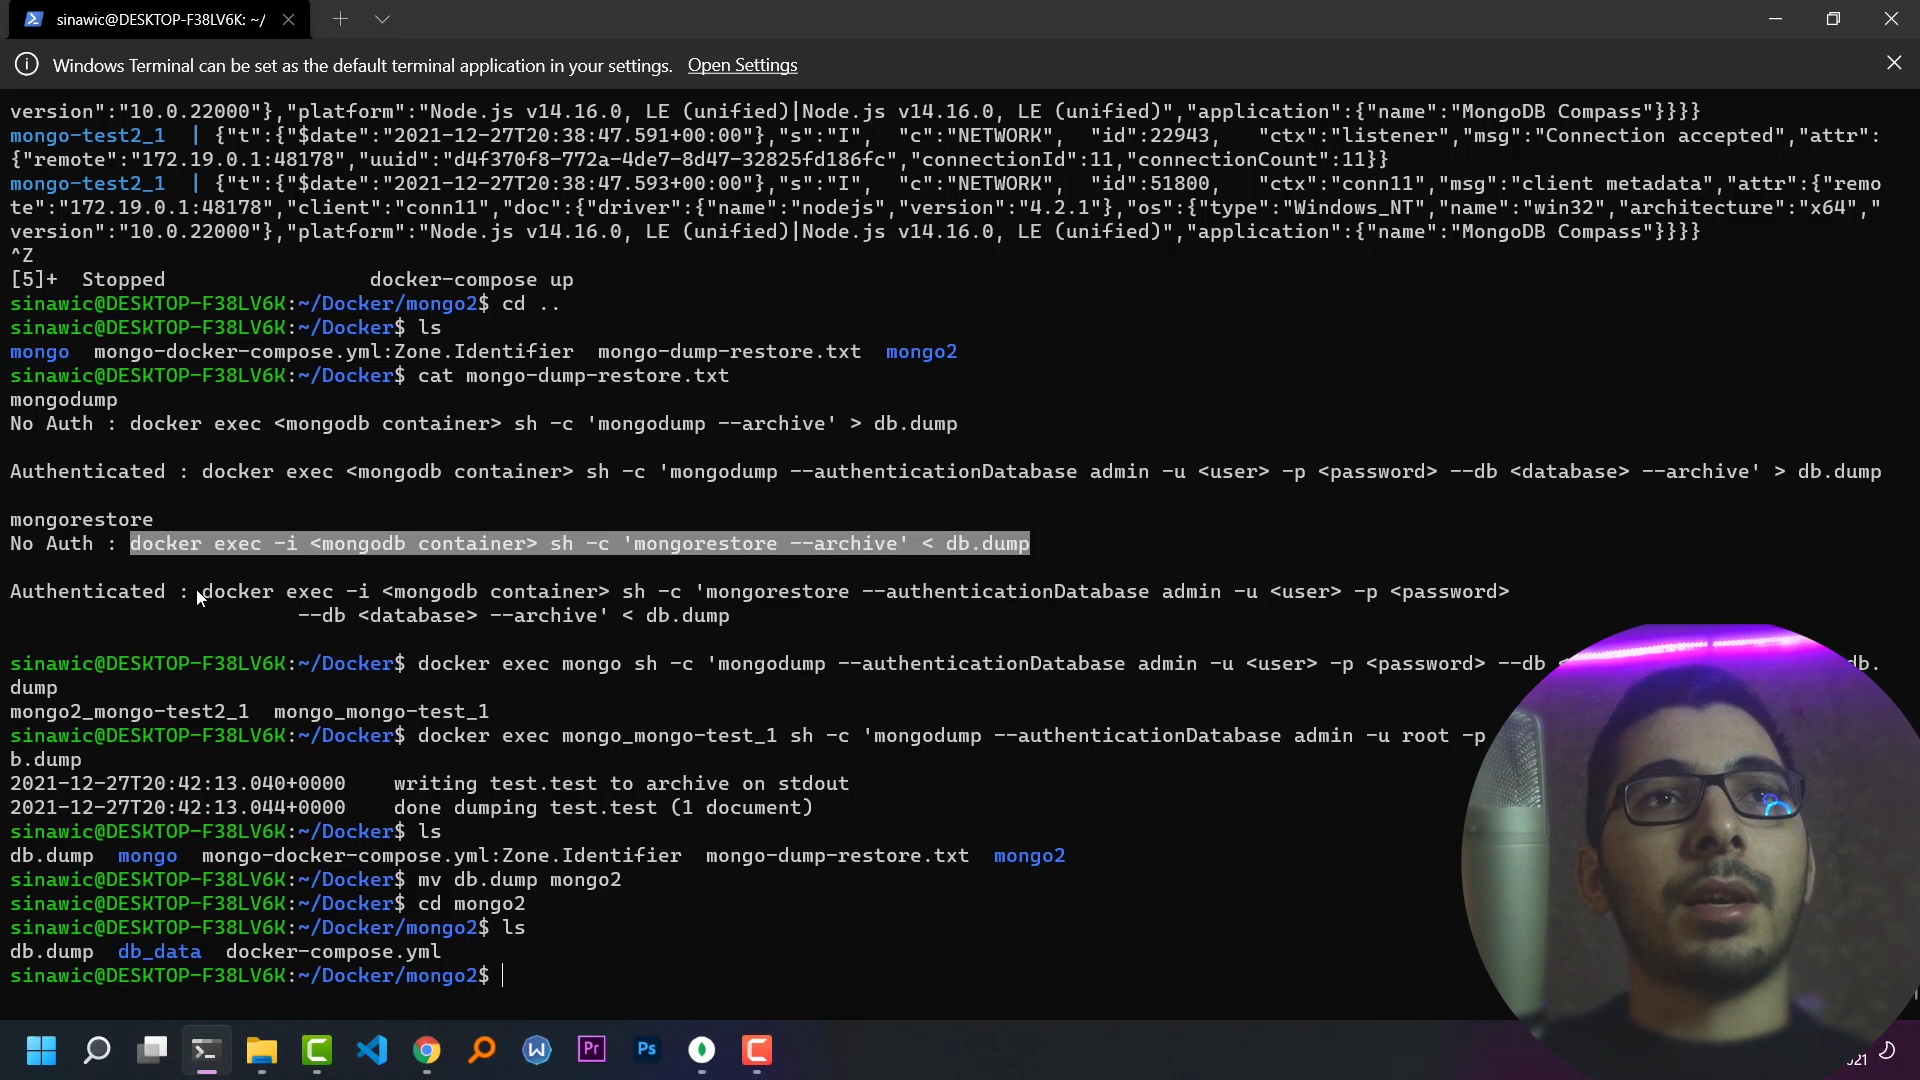 sinawic@DESKTOP-F38LV6K: ~/
Windows Terminal can be set as the default terminal application in your settings. Open Settings
version":"10.0.22000"},"platform":"Node.js v14.16.0, LE (unified)|Node.js v14.16.0, LE (unified)","application":{"name":"MongoDB Compass"}}}}
mongo-test2_1  | {"t":{"$date":"2021-12-27T20:38:47.591+00:00"},"s":"I",  "c":"NETWORK",  "id":22943,   "ctx":"listener","msg":"Connection accepted","attr":
{"remote":"172.19.0.1:48178","uuid":"d4f370f8-772a-4de7-8d47-32825fd186fc","connectionId":11,"connectionCount":11}}
mongo-test2_1  | {"t":{"$date":"2021-12-27T20:38:47.593+00:00"},"s":"I",  "c":"NETWORK",  "id":51800,   "ctx":"conn11","msg":"client metadata","attr":{"remo
te":"172.19.0.1:48178","client":"conn11","doc":{"driver":{"name":"nodejs","version":"4.2.1"},"os":{"type":"Windows_NT","name":"win32","architecture":"x64","
version":"10.0.22000"},"platform":"Node.js v14.16.0, LE (unified)|Node.js v14.16.0, LE (unified)","application":{"name":"MongoDB Compass"}}}}
^Z
[5]+  Stopped                 docker-compose up
sinawic@DESKTOP-F38LV6K:~/Docker/mongo2$ cd ..
sinawic@DESKTOP-F38LV6K:~/Docker$ ls
mongo  mongo-docker-compose.yml:Zone.Identifier  mongo-dump-restore.txt  mongo2
sinawic@DESKTOP-F38LV6K:~/Docker$ cat mongo-dump-restore.txt
mongodump
No Auth : docker exec <mongodb container> sh -c 'mongodump --archive' > db.dump
Authenticated : docker exec <mongodb container> sh -c 'mongodump --authenticationDatabase admin -u <user> -p <password> --db <database> --archive' > db.dump
mongorestore
No Auth : docker exec -i <mongodb container> sh -c 'mongorestore --archive' < db.dump
Authenticated : docker exec -i <mongodb container> sh -c 'mongorestore --authenticationDatabase admin -u <user> -p <password>
--db <database> --archive' < db.dump
sinawic@DESKTOP-F38LV6K:~/Docker$ docker exec mongo sh -c 'mongodump --authenticationDatabase admin -u <user> -p <password> --db < db.
dump
mongo2_mongo-test2_1  mongo_mongo-test_1
sinawic@DESKTOP-F38LV6K:~/Docker$ docker exec mongo_mongo-test_1 sh -c 'mongodump --authenticationDatabase admin -u root -p
b.dump
2021-12-27T20:42:13.040+0000    writing test.test to archive on stdout
2021-12-27T20:42:13.044+0000    done dumping test.test (1 document)
sinawic@DESKTOP-F38LV6K:~/Docker$ ls
db.dump  mongo  mongo-docker-compose.yml:Zone.Identifier  mongo-dump-restore.txt  mongo2
sinawic@DESKTOP-F38LV6K:~/Docker$ mv db.dump mongo2
sinawic@DESKTOP-F38LV6K:~/Docker$ cd mongo2
sinawic@DESKTOP-F38LV6K:~/Docker/mongo2$ ls
db.dump  db_data  docker-compose.yml
sinawic@DESKTOP-F38LV6K:~/Docker/mongo2$
Pr Ps